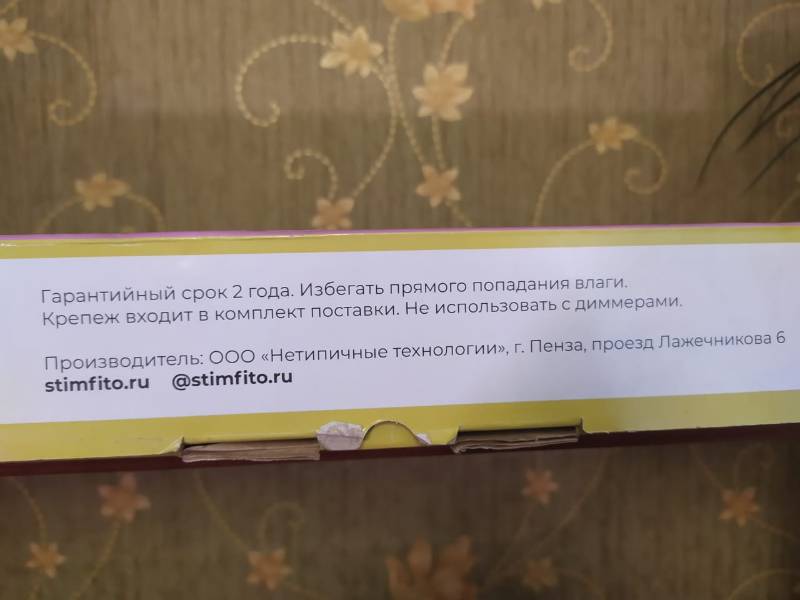 Гарантийный срок 2 года. Избегать прямого попадания влаги.
Крепеж входит в комплект поставки. Не использовать с диммерами.
Производитель: ООО «Нетипичные технологии», г. Пенза, проезд Лажечникова 6
stimfito.ru @stimfito.ru